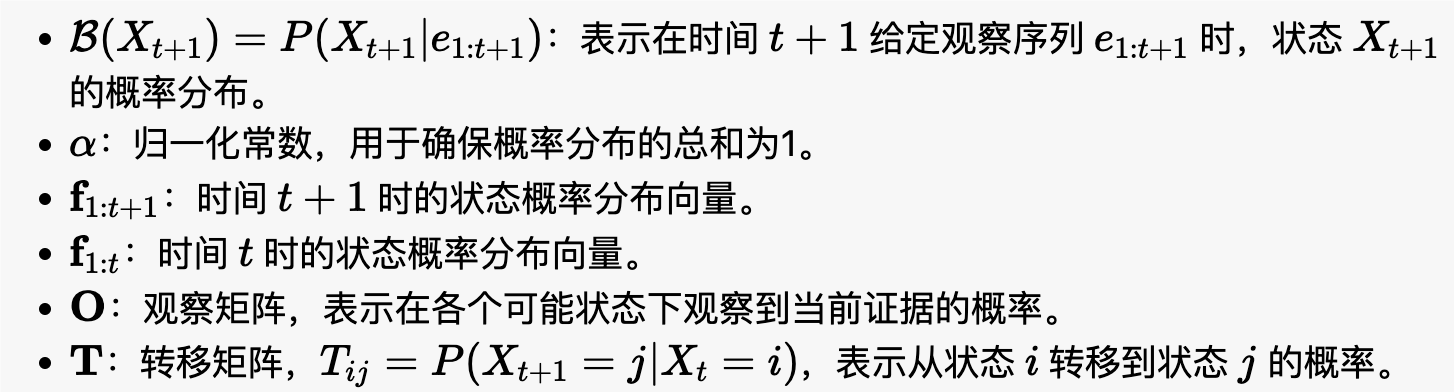 • 𝓑(X_{t+1}) = P(X_{t+1}|e_{1:t+1})：表示在时间 t + 1 给定观察序列 e_{1:t+1} 时，状态 X_{t+1}
的概率分布。
• α：归一化常数，用于确保概率分布的总和为1。
• f_{1:t+1}：时间 t + 1 时的状态概率分布向量。
• f_{1:t}：时间 t 时的状态概率分布向量。
• O：观察矩阵，表示在各个可能状态下观察到当前证据的概率。
• T：转移矩阵，T_{ij} = P(X_{t+1} = j|X_t = i)，表示从状态 i 转移到状态 j 的概率。